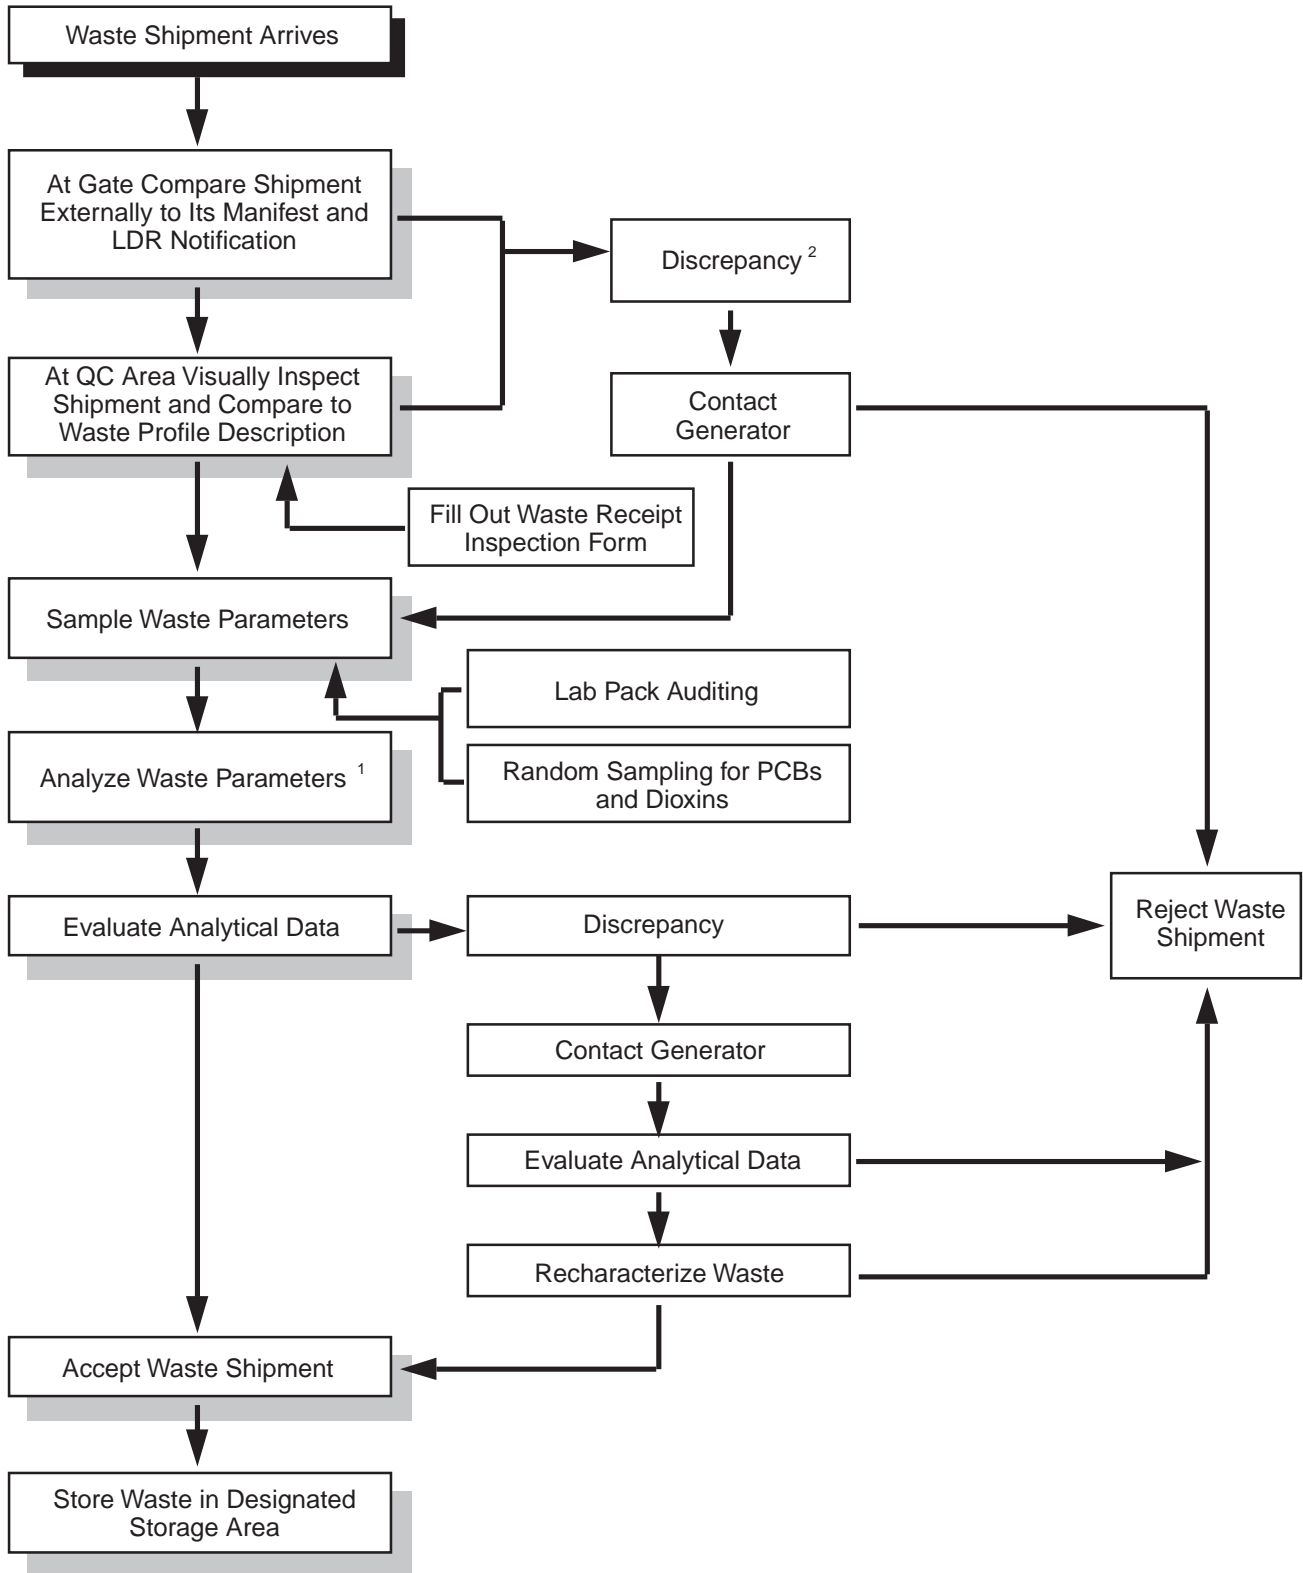 Waste Shipment Arrives
At Gate Compare Shipment
Externally to Its Manifest and
LDR Notification
Discrepancy 2
At QC Area Visually Inspect
Shipment and Compare to
Waste Profile Description
Contact
Generator
Fill Out Waste Receipt
Inspection Form
Sample Waste Parameters
Lab Pack Auditing
Analyze Waste Parameters 1
Random Sampling for PCBs
and Dioxins
Evaluate Analytical Data
Discrepancy
Reject Waste
Shipment
Contact Generator
Evaluate Analytical Data
Recharacterize Waste
Accept Waste Shipment
Store Waste in Designated
Storage Area